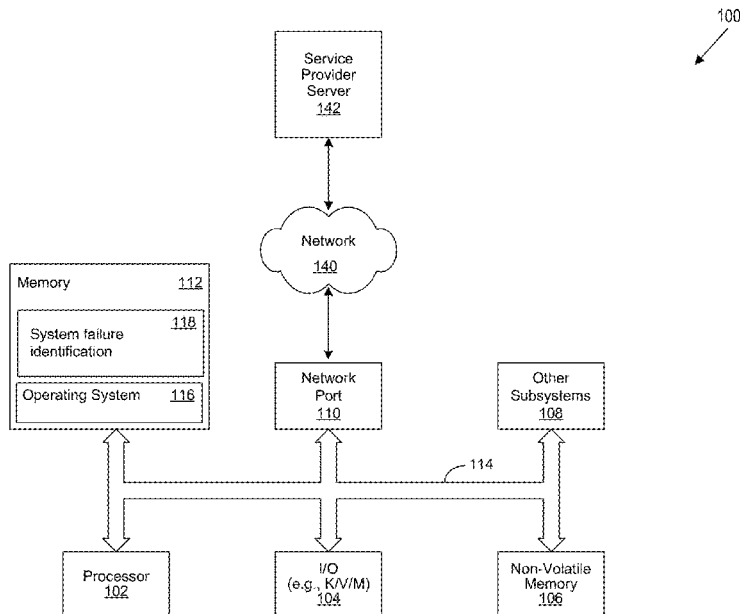 100
Service
Provider
Server
142
Network
140
Memory 112
System failure
identification
118
Operating System 116
Network
Port
110
Other
Subsystems
108
114
Processor
102
I/O
(e.g., K/V/M)
104
Non-Volatile
Memory
106